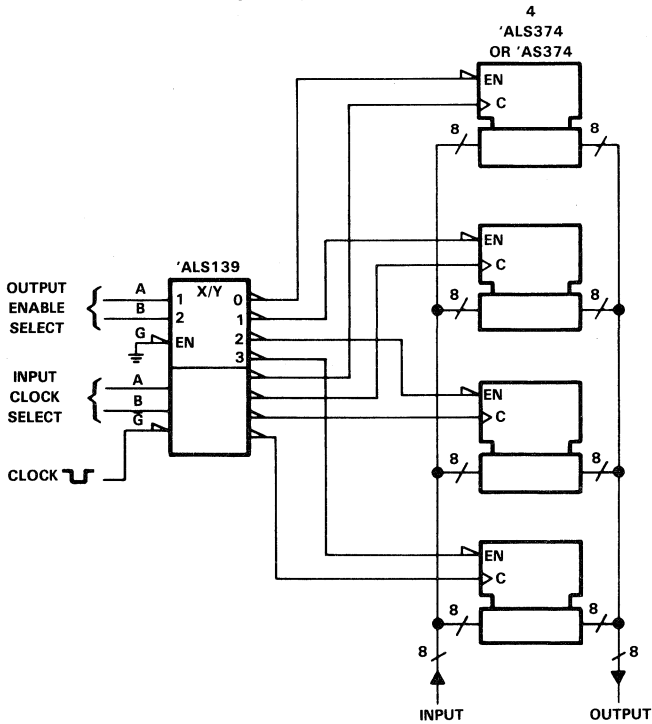 4
'ALS374
OR 'AS374
EN
C
8
8
'ALS139
X/Y
OUTPUT
ENABLE
SELECT
A
B
G
1
2
EN
0
1
2
3
INPUT
CLOCK
SELECT
A
B
G
CLOCK
EN
C
8
8
EN
C
8
8
EN
C
8
8
8
8
INPUT
OUTPUT